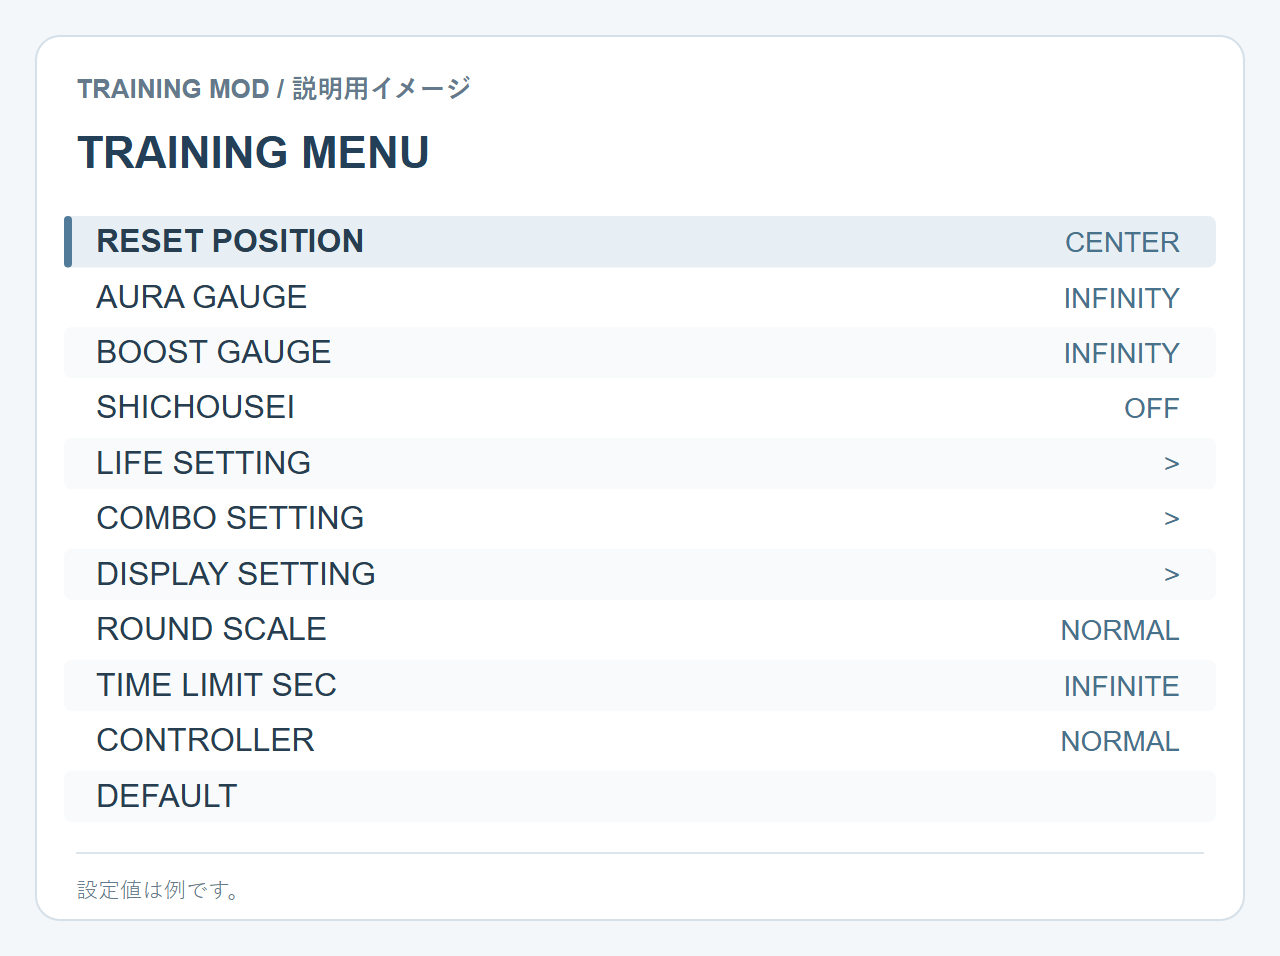 TRAINING MOD / 説明用イメージ
TRAINING MENU
RESET POSITION CENTER
AURA GAUGE INFINITY
BOOST GAUGE INFINITY
SHICHOUSEI OFF
LIFE SETTING >
COMBO SETTING >
DISPLAY SETTING >
ROUND SCALE NORMAL
TIME LIMIT SEC INFINITE
CONTROLLER NORMAL
DEFAULT
設定値は例です。